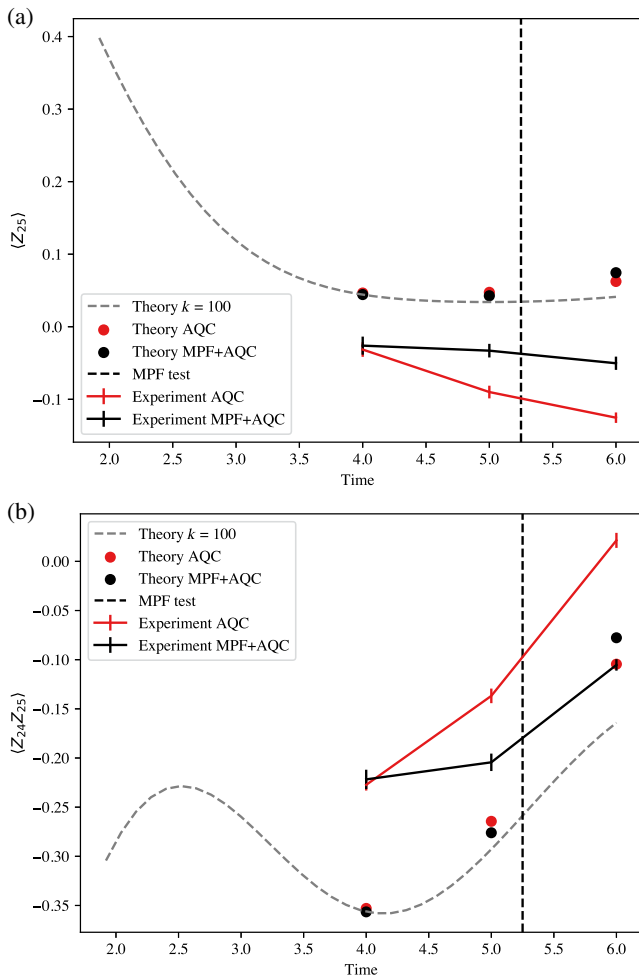 (a)
0.4
0.3
0.2
0.1
0.0
−0.1
⟨Z25⟩
Theory k = 100
Theory AQC
Theory MPF+AQC
MPF test
Experiment AQC
Experiment MPF+AQC
2.0 2.5 3.0 3.5 4.0 4.5 5.0 5.5 6.0
Time
(b)
0.00
−0.05
−0.10
−0.15
−0.20
−0.25
−0.30
−0.35
⟨Z24Z25⟩
Theory k = 100
Theory AQC
Theory MPF+AQC
MPF test
Experiment AQC
Experiment MPF+AQC
2.0 2.5 3.0 3.5 4.0 4.5 5.0 5.5 6.0
Time